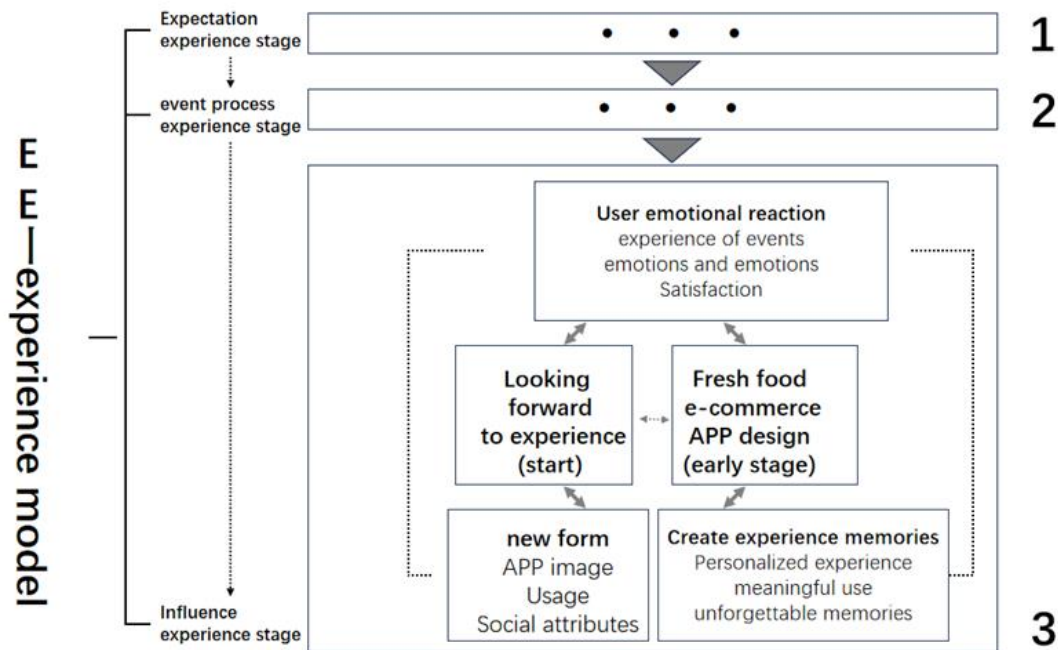 E E—experience model
Expectation
experience stage
1
event process
experience stage
2
User emotional reaction
experience of events
emotions and emotions
Satisfaction
Looking
forward
to experience
(start)
Fresh food
e-commerce
APP design
(early stage)
new form
APP image
Usage
Social attributes
Create experience memories
Personalized experience
meaningful use
unforgettable memories
Influence
experience stage
3